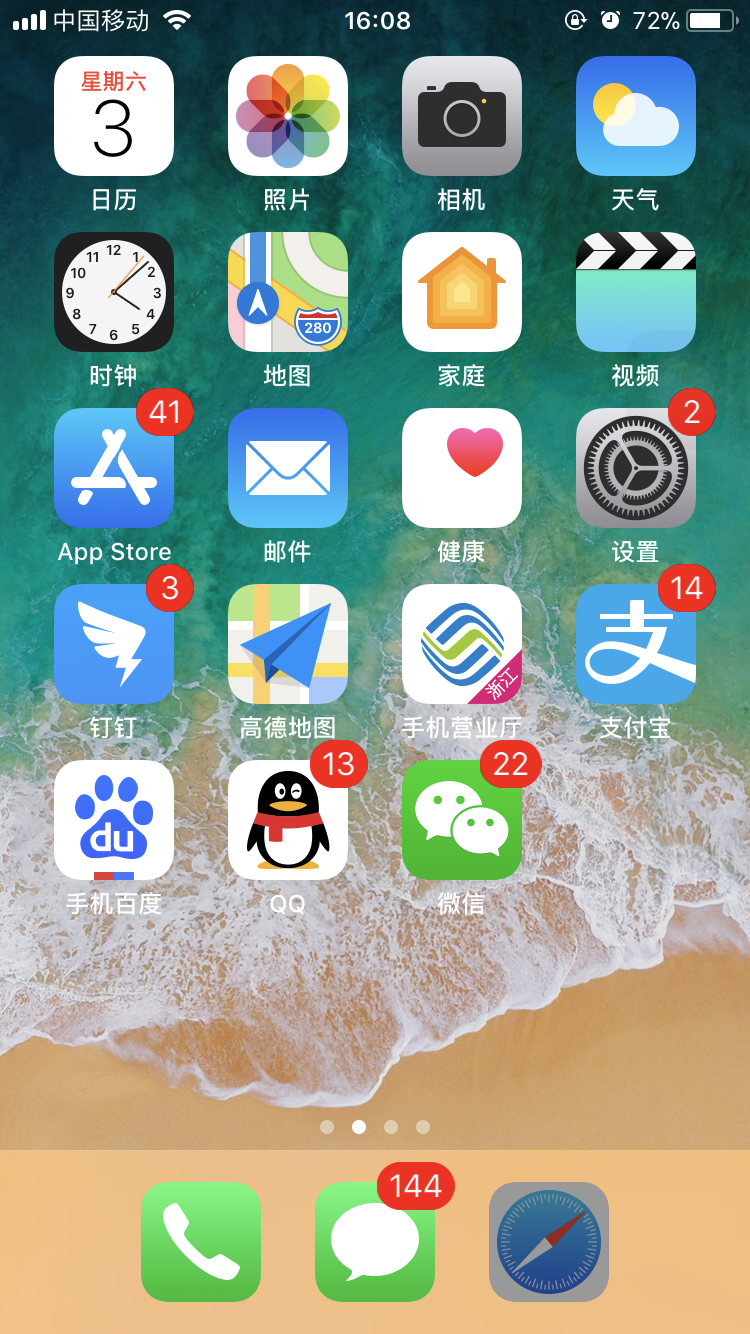 中国移动 16:08 72%
星期六
3
日历 照片 相机 天气
12
11 1
10 2
9 3
8 4
7 5
6
280
时钟 地图 家庭 视频
41 2
App Store 邮件 健康 设置
3 14
支
浙江
钉钉 高德地图 手机营业厅 支付宝
13 22
du
手机百度 QQ 微信
144